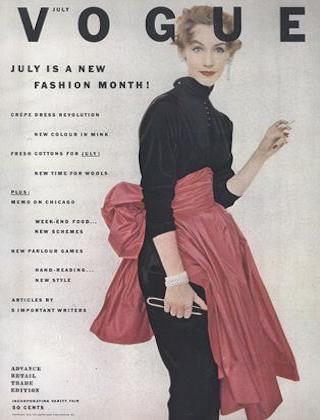 VOGUE
JULY
JULY IS A NEW
FASHION MONTH!
CRÊPE DRESS REVOLUTION
NEW COLOUR IN MINK
FRESH COTTONS FOR JULY!
NEW TIME FOR WOOLS
PLUS:
MEMO ON CHICAGO
WEEK-END FOOD...
NEW SCHEMES
NEW PARLOUR GAMES
HAND-READING...
NEW STYLE
ARTICLES BY
5 IMPORTANT WRITERS
ADVANCE
RETAIL
TRADE
EDITION
INCORPORATING VANITY FAIR
50 CENTS